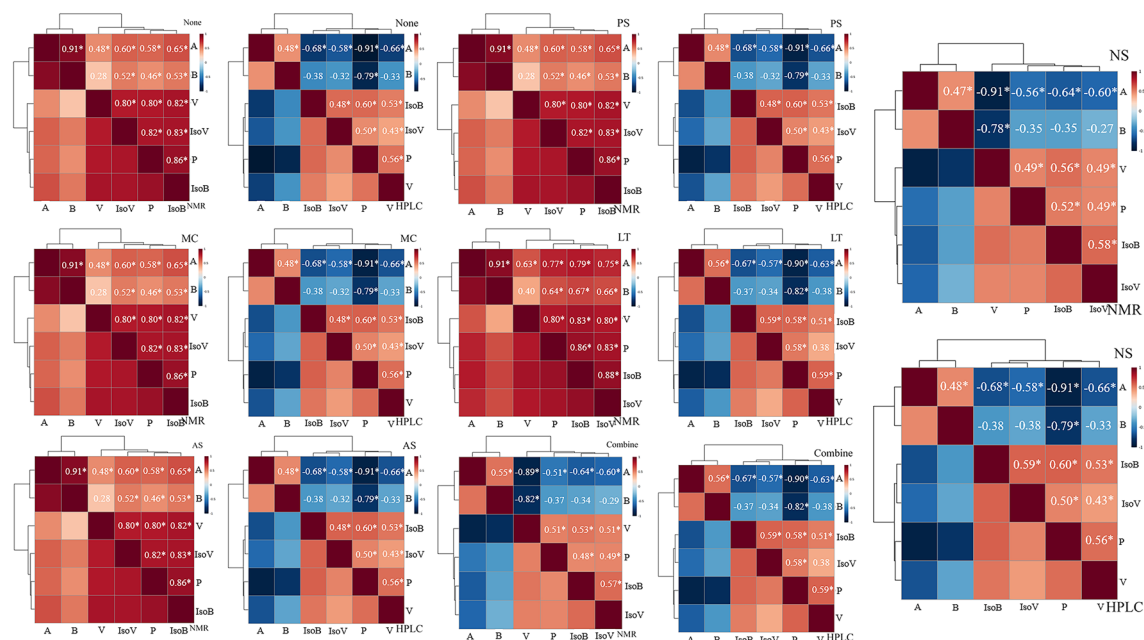 None
0.91* 0.48* 0.60* 0.58* 0.65* A
0.28 0.52* 0.46* 0.53* B
0.80* 0.80* 0.82* V
0.82* 0.83* IsoV
0.86* P
IsoB
A B V IsoV P IsoB NMR
None
0.48* -0.68* -0.58* -0.91* -0.66* A
-0.38 -0.32 -0.79* -0.33 B
0.48* 0.60* 0.53* IsoB
0.50* 0.43* IsoV
0.56* P
V
A B IsoB IsoV P V HPLC
PS
0.91* 0.48* 0.60* 0.58* 0.65* A
0.28 0.52* 0.46* 0.53* B
0.80* 0.80* 0.82* V
0.82* 0.83* IsoV
0.86* P
IsoB
A B V IsoV P IsoB NMR
PS
0.48* -0.68* -0.58* -0.91* -0.66* A
-0.38 -0.32 -0.79* -0.33 B
0.48* 0.60* 0.53* IsoB
0.50* 0.43* IsoV
0.56* P
V
A B IsoB IsoV P V HPLC
NS
0.47* -0.91* -0.56* -0.64* -0.60* A
-0.78* -0.35 -0.35 -0.27 B
0.49* 0.56* 0.49* V
0.52* 0.49* P
0.58* IsoB
IsoV
A B V P IsoB IsoV NMR
MC
0.91* 0.48* 0.60* 0.58* 0.65* A
0.28 0.52* 0.46* 0.53* B
0.80* 0.80* 0.82* V
0.82* 0.83* IsoV
0.86* P
IsoB
A B V IsoV P IsoB NMR
MC
0.48* -0.68* -0.58* -0.91* -0.66* A
-0.38 -0.32 -0.79* -0.33 B
0.48* 0.60* 0.53* IsoB
0.50* 0.43* IsoV
0.56* P
V
A B IsoB IsoV P V HPLC
LT
0.91* 0.63* 0.77* 0.79* 0.75* A
0.40 0.64* 0.67* 0.66* B
0.80* 0.83* 0.80* V
0.86* 0.83* P
0.88* IsoB
IsoV
A B V P IsoB IsoV NMR
LT
0.56* -0.67* -0.57* -0.90* -0.63* A
-0.37 -0.34 -0.82* -0.38 B
0.59* 0.58* 0.51* IsoB
0.58* 0.38 IsoV
0.59* P
V
A B IsoB IsoV P V HPLC
NS
0.48* -0.68* -0.58* -0.91* -0.66* A
-0.38 -0.38 -0.79* -0.33 B
0.59* 0.60* 0.53* IsoB
0.50* 0.43* IsoV
0.56* P
V
A B IsoB IsoV P V HPLC
AS
0.91* 0.48* 0.60* 0.58* 0.65* A
0.28 0.52* 0.46* 0.53* B
0.80* 0.80* 0.82* V
0.82* 0.83* IsoV
0.86* P
IsoB
A B V IsoV P IsoB NMR
AS
0.48* -0.68* -0.58* -0.91* -0.66* A
-0.38 -0.32 -0.79* -0.33 B
0.48* 0.60* 0.53* IsoB
0.50* 0.43* IsoV
0.56* P
V
A B IsoB IsoV P V HPLC
Combine
0.55* -0.89* -0.51* -0.64* -0.60* A
-0.82* -0.37 -0.34 -0.29 B
0.51* 0.53* 0.51* V
0.48* 0.49* P
0.57* IsoB
IsoV
A B V P IsoB IsoV NMR
Combine
0.56* -0.67* -0.57* -0.90* -0.63* A
-0.37 -0.34 -0.82* -0.38 B
0.59* 0.58* 0.51* IsoB
0.58* 0.38 IsoV
0.59* P
V
A B IsoB IsoV P V HPLC